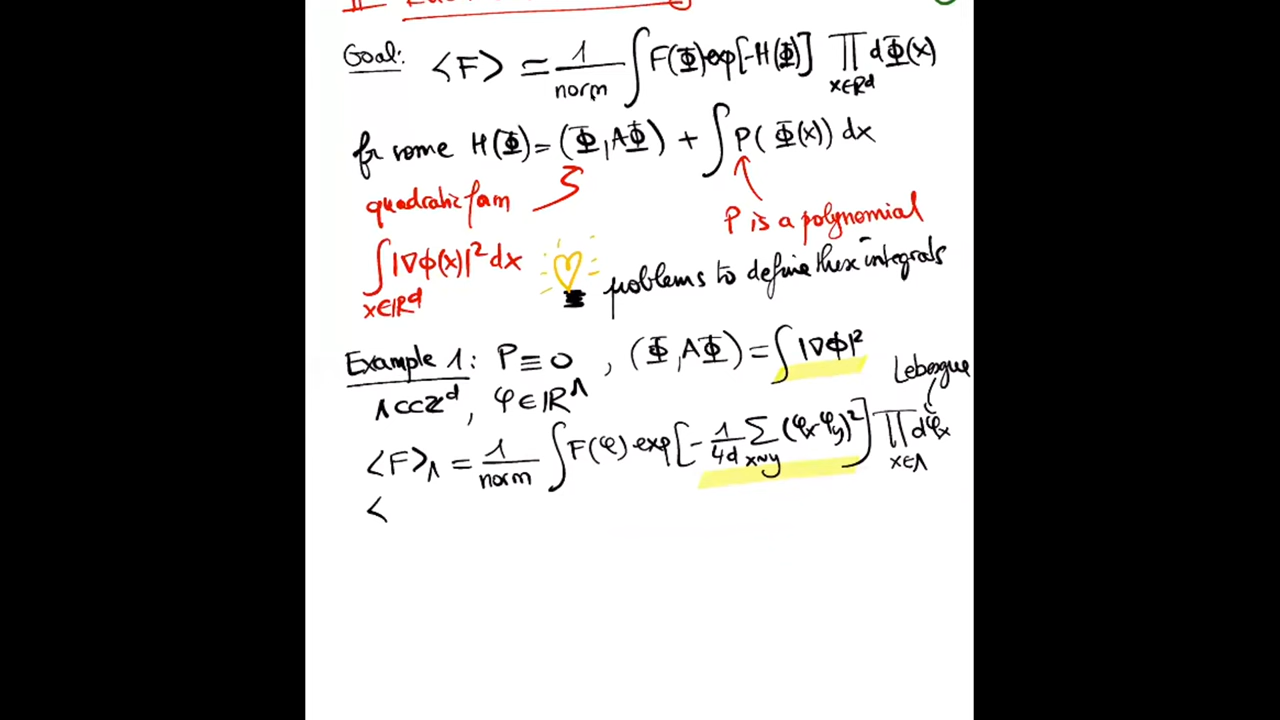 II
Goal: <F> = 1/norm ∫ F(Φ) exp[-H(Φ)] ∏_{x∈ℝ^d} dΦ(x)
for some H(Φ) = (Φ, AΦ) + ∫ P(Φ(x)) dx
quadratic form
P is a polynomial
∫_{x∈ℝ^d} |∇ϕ(x)|² dx
problems to define these integrals
Example 1: P ≡ 0, (Φ, AΦ) = ∫ |∇Φ|²
Lebesgue
Λ ⊂⊂ ℤ^d, φ ∈ ℝ^Λ
<F>_Λ = 1/norm ∫ F(φ) exp[- 1/4d ∑_{x∼y} (φ_x φ_y)²] ∏_{x∈Λ} dφ_x
<